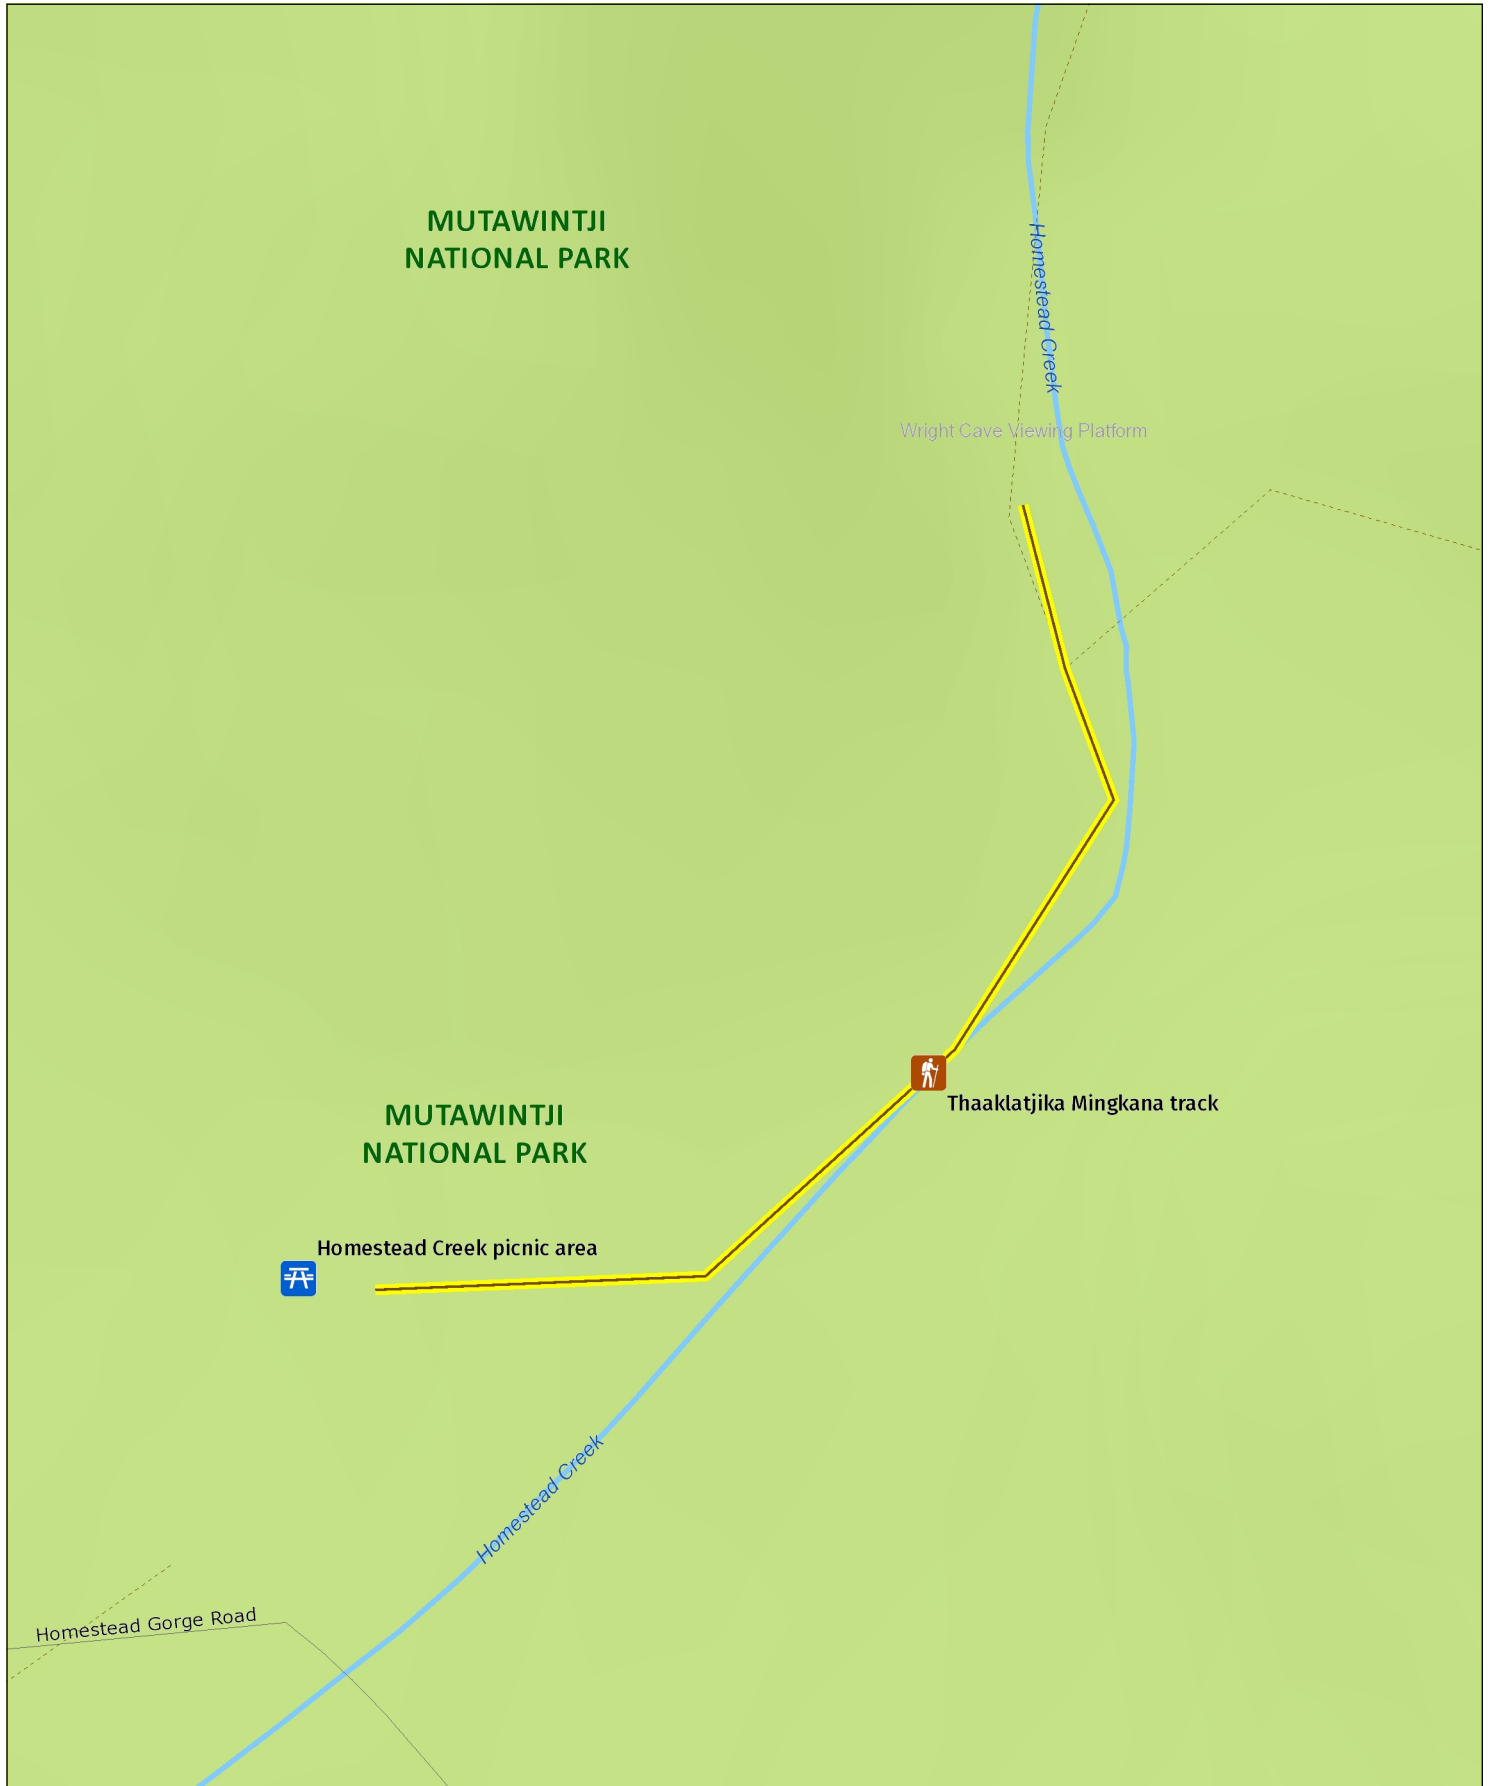 MUTAWINTJI
NATIONAL PARK
Homestead Creek
Wright Cave Viewing Platform
Thaaklatjika Mingkana track
MUTAWINTJI
NATIONAL PARK
Homestead Creek picnic area
Homestead Creek
Homestead Gorge Road